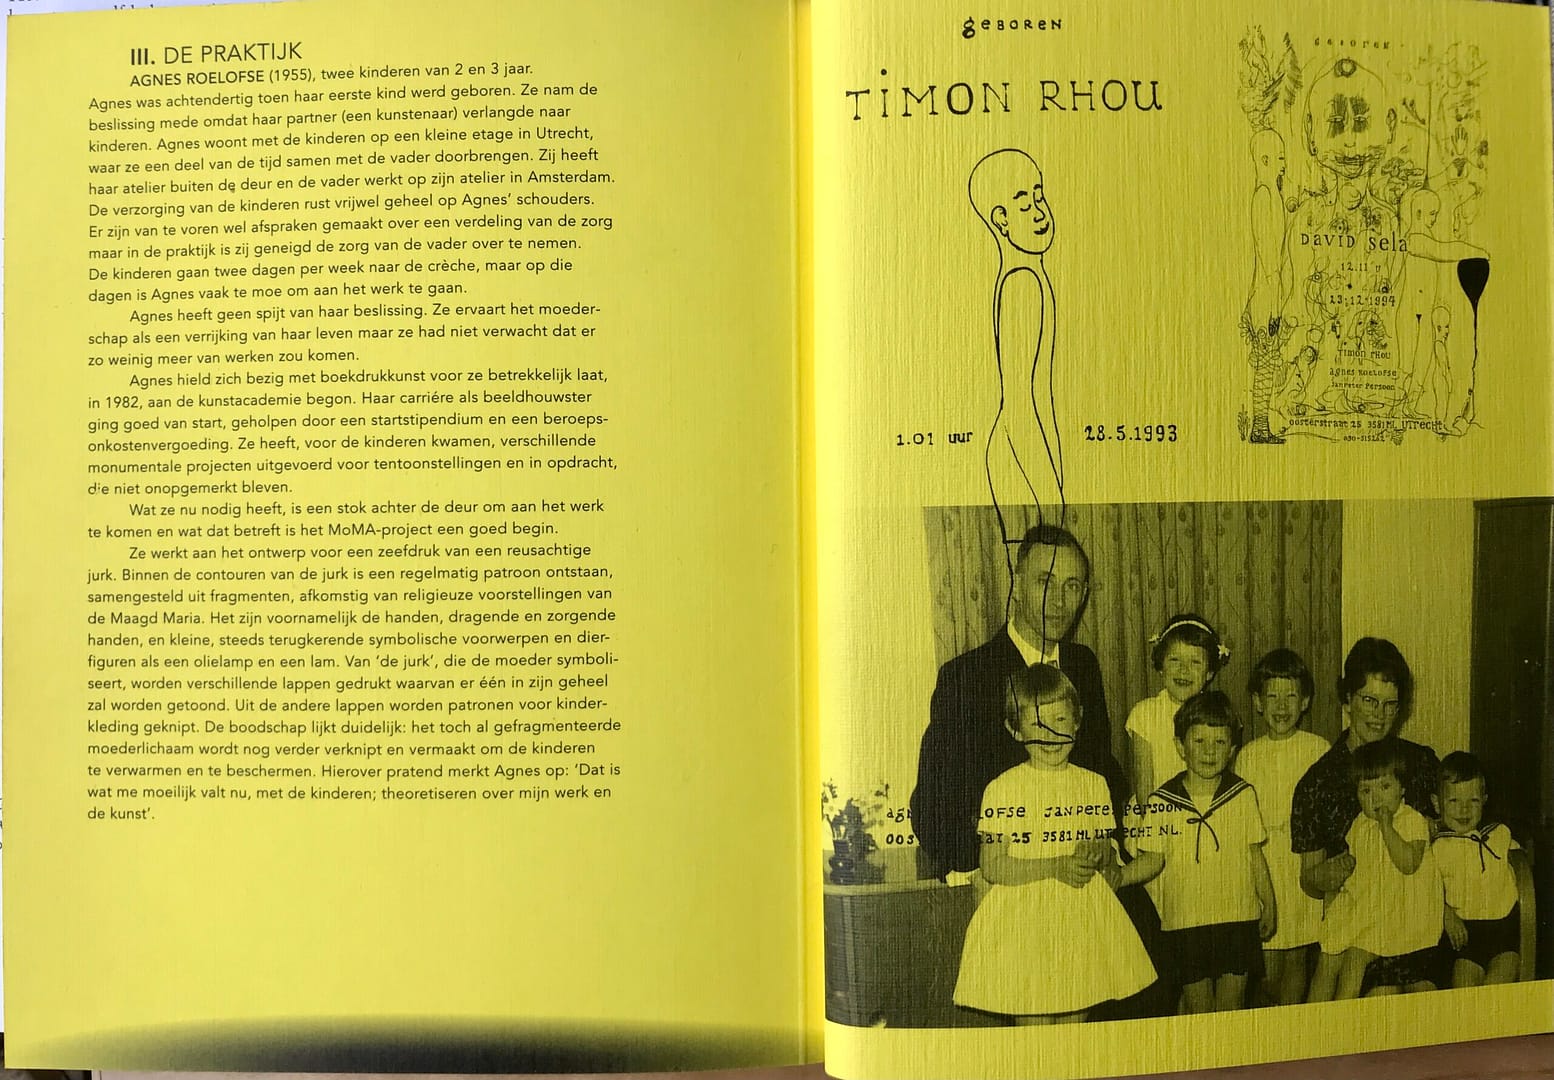 III. DE PRAKTIJK
AGNES ROELOFSE (1955), twee kinderen van 2 en 3 jaar.
Agnes was achtendertig toen haar eerste kind werd geboren. Ze nam de
beslissing mede omdat haar partner (een kunstenaar) verlangde naar
kinderen. Agnes woont met de kinderen op een kleine etage in Utrecht,
waar ze een deel van de tijd samen met de vader doorbrengen. Zij heeft
haar atelier buiten de deur en de vader werkt op zijn atelier in Amsterdam.
De verzorging van de kinderen rust vrijwel geheel op Agnes’ schouders.
Er zijn van te voren wel afspraken gemaakt over een verdeling van de zorg
maar in de praktijk is zij geneigd de zorg van de vader over te nemen.
De kinderen gaan twee dagen per week naar de crèche, maar op die
dagen is Agnes vaak te moe om aan het werk te gaan.
Agnes heeft geen spijt van haar beslissing. Ze ervaart het moeder-
schap als een verrijking van haar leven maar ze had niet verwacht dat er
zo weinig meer van werken zou komen.
Agnes hield zich bezig met boekdrukkunst voor ze betrekkelijk laat,
in 1982, aan de kunstacademie begon. Haar carriére als beeldhouwster
ging goed van start, geholpen door een startstipendium en een beroeps-
onkostenvergoeding. Ze heeft, voor de kinderen kwamen, verschillende
monumentale projecten uitgevoerd voor tentoonstellingen en in opdracht,
die niet onopgemerkt bleven.
Wat ze nu nodig heeft, is een stok achter de deur om aan het werk
te komen en wat dat betreft is het MoMA-project een goed begin.
Ze werkt aan het ontwerp voor een zeefdruk van een reusachtige
jurk. Binnen de contouren van de jurk is een regelmatig patroon ontstaan,
samengesteld uit fragmenten, afkomstig van religieuze voorstellingen van
de Maagd Maria. Het zijn voornamelijk de handen, dragende en zorgende
handen, en kleine, steeds terugkerende symbolische voorwerpen en dier-
figuren als een olielamp en een lam. Van ‘de jurk’, die de moeder symboli-
seert, worden verschillende lappen gedrukt waarvan er één in zijn geheel
zal worden getoond. Uit de andere lappen worden patronen voor kinder-
kleding geknipt. De boodschap lijkt duidelijk: het toch al gefragmenteerde
moederlichaam wordt nog verder verknipt en vermaakt om de kinderen
te verwarmen en te beschermen. Hierover pratend merkt Agnes op: ‘Dat is
wat me moeilijk valt nu, met de kinderen; theoretiseren over mijn werk en
de kunst’.
geBOREN
TiMON RHOU
1.01 uur 28.5.1993
geboren
DaViD Sela
12.11 u
13.12.1994
Timon RHou
agnes Roelofse
Janpeter Persoon
oosterstraat 25 3581ML UTrecht
OFSe JaNPete Persoon
25 3581ML UTrecHT NL.